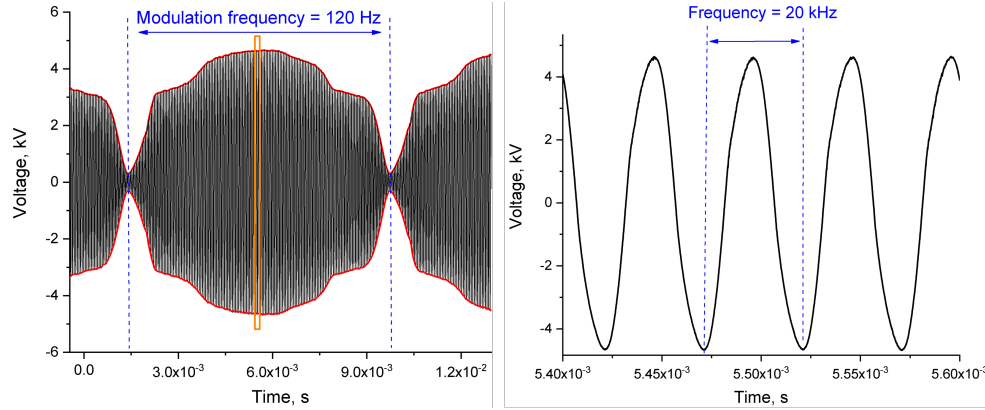 Modulation frequency = 120 Hz
6
4
2
0
-2
-4
-6
Voltage, kV
0.0
3.0x10⁻³
6.0x10⁻³
9.0x10⁻³
1.2x10⁻²
Time, s
Frequency = 20 kHz
4
2
0
-2
-4
Voltage, kV
5.40x10⁻³
5.45x10⁻³
5.50x10⁻³
5.55x10⁻³
5.60x10⁻³
Time, s